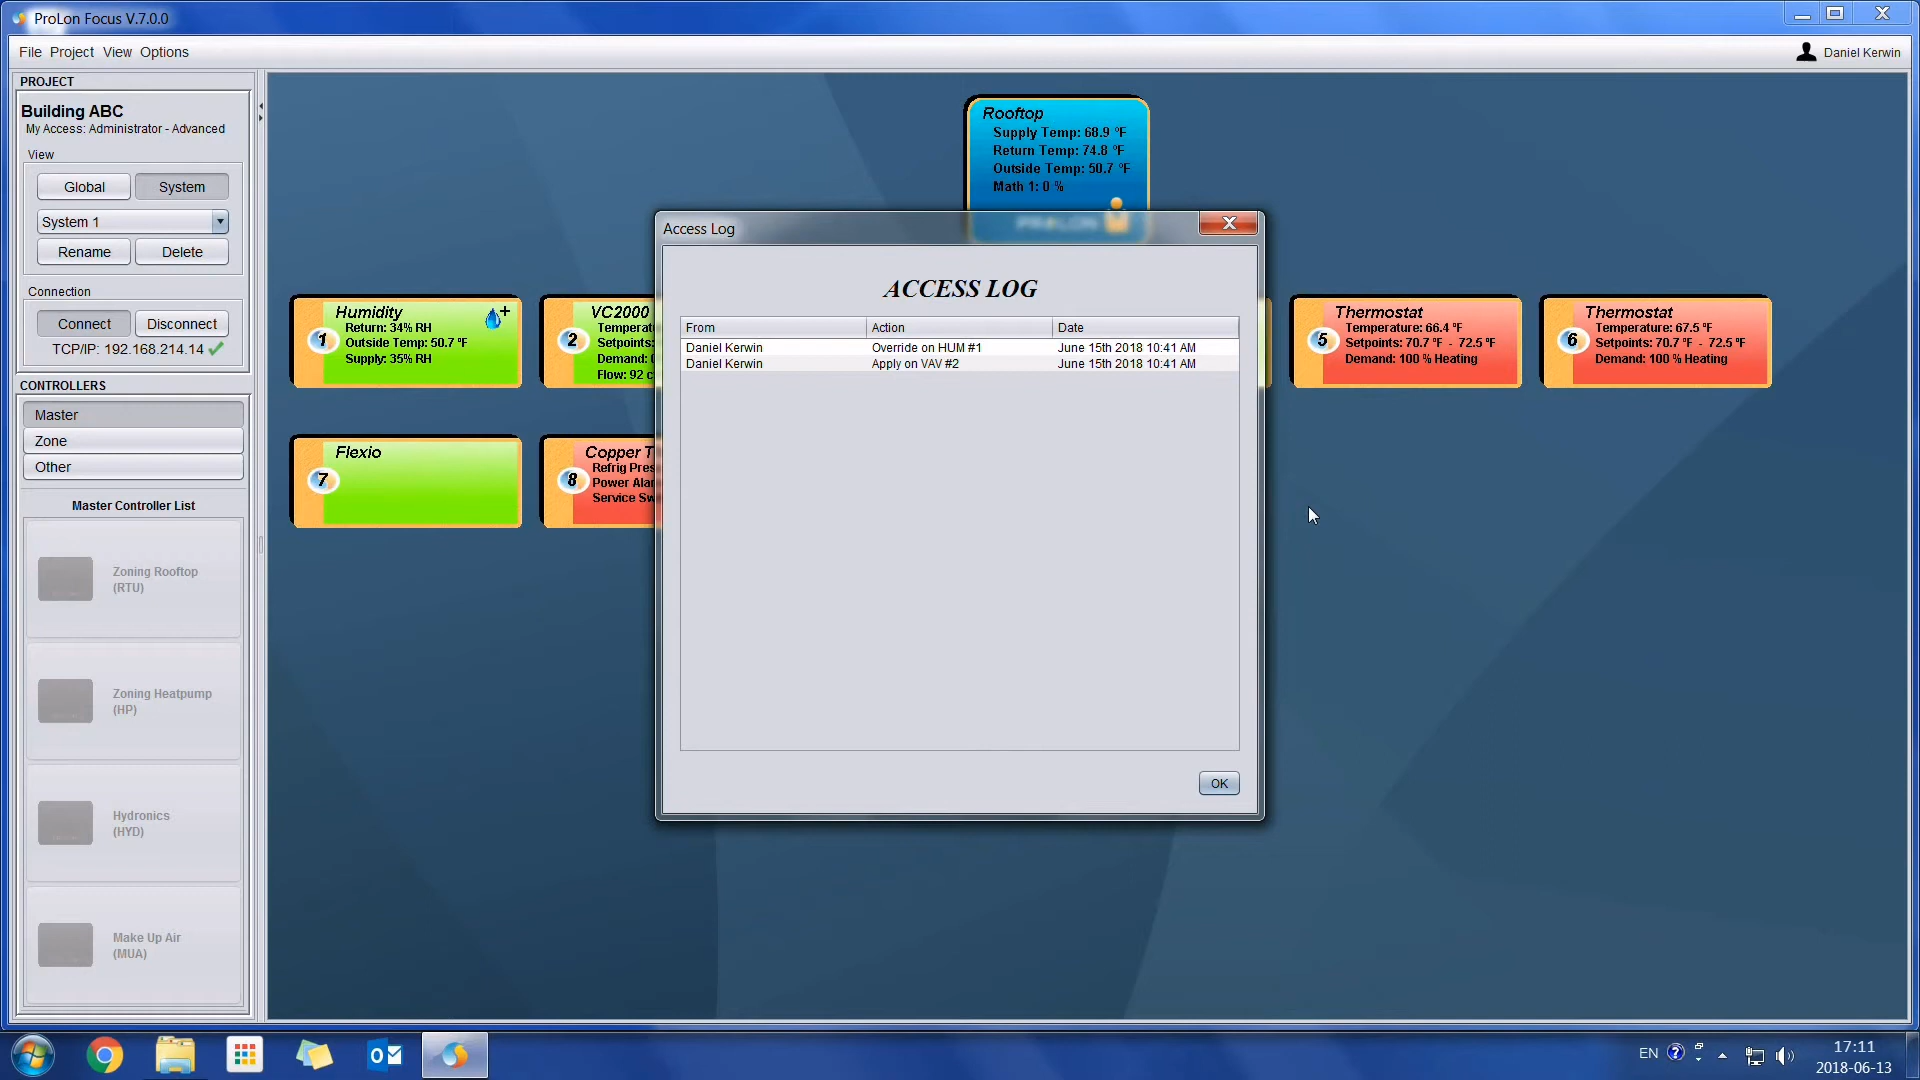 ProLon Focus V.7.0.0
File Project View Options
Daniel Kerwin
PROJECT
Building ABC
My Access: Administrator - Advanced
View
Global System
System 1
Rename Delete
Connection
Connect Disconnect
TCP/IP: 192.168.214.14
CONTROLLERS
Master
Zone
Other
Master Controller List
Zoning Rooftop
(RTU)
Zoning Heatpump
(HP)
Hydronics
(HYD)
Make Up Air
(MUA)
Rooftop
Supply Temp: 68.9 °F
Return Temp: 74.8 °F
Outside Temp: 50.7 °F
Math 1: 0 %
PROLON
1
Humidity
Return: 34% RH
Outside Temp: 50.7 °F
Supply: 35% RH
2
VC2000
Setpoints:
Flow: 92
5
Thermostat
Temperature: 66.4 °F
Setpoints: 70.7 °F - 72.5 °F
Demand: 100 % Heating
6
Thermostat
Temperature: 67.5 °F
Setpoints: 70.7 °F - 72.5 °F
Demand: 100 % Heating
7
Flexio
8
Copper
Refrig
Power
Service
Access Log
ACCESS LOG
From Action Date
Daniel Kerwin Override on HUM #1 June 15th 2018 10:41 AM
Daniel Kerwin Apply on VAV #2 June 15th 2018 10:41 AM
OK
EN
17:11
2018-06-13